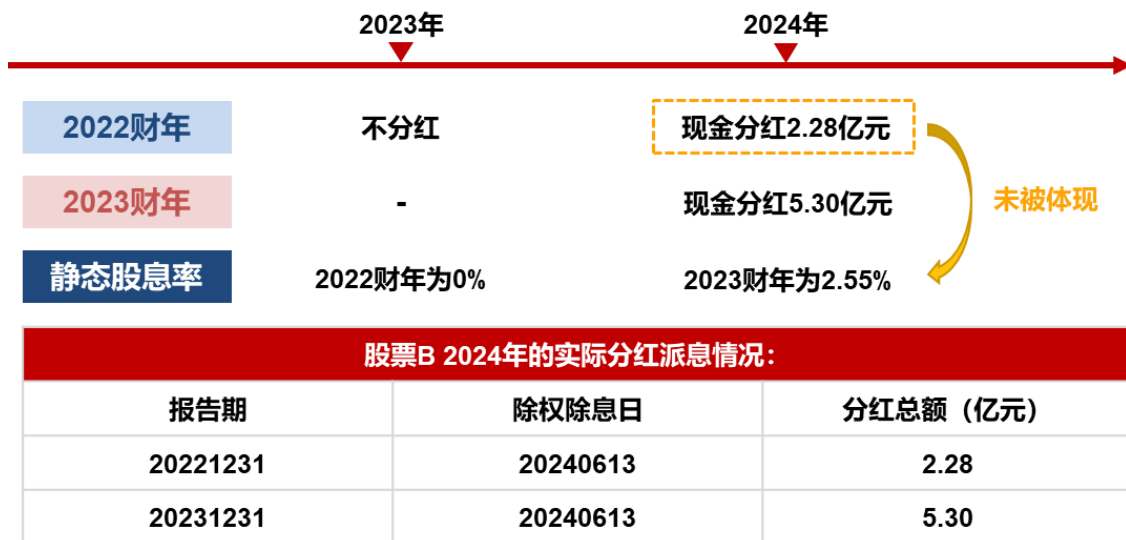 2023年 2024年
2022财年 不分红 现金分红2.28亿元
2023财年 - 现金分红5.30亿元 未被体现
静态股息率 2022财年为0% 2023财年为2.55%
股票B 2024年的实际分红派息情况：
报告期 除权除息日 分红总额（亿元）
20221231 20240613 2.28
20231231 20240613 5.30